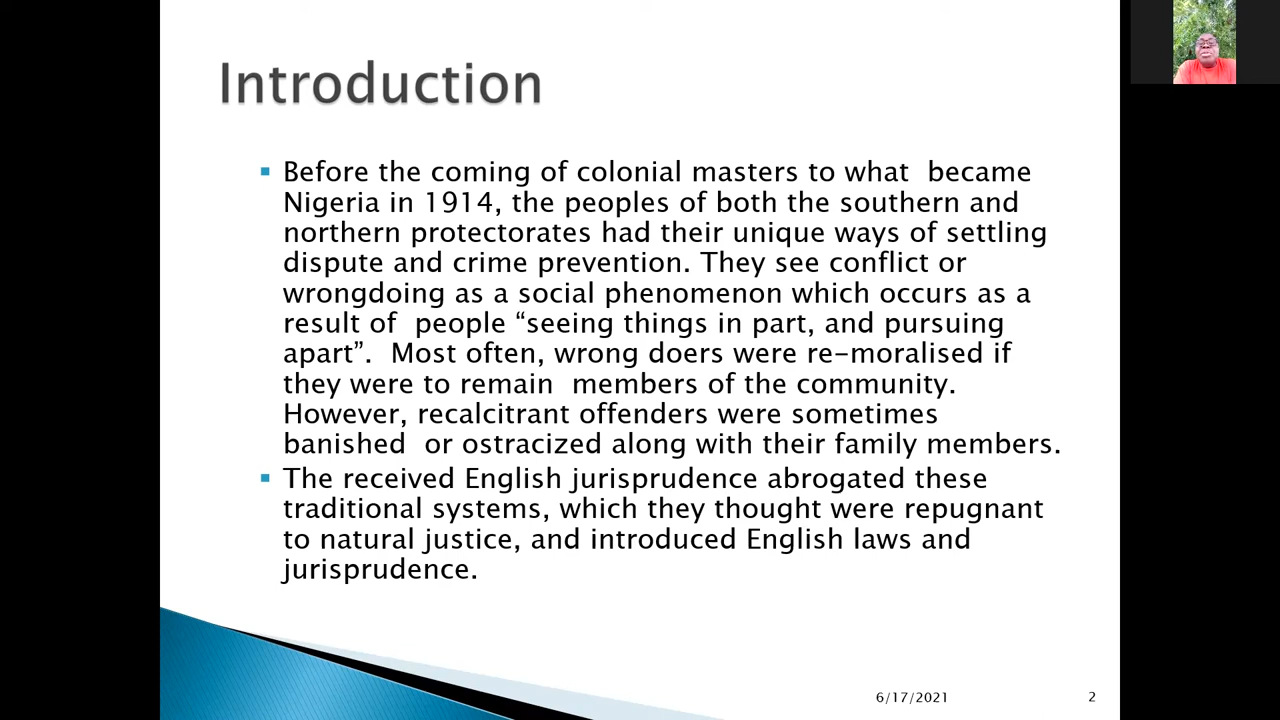 Introduction
▪ Before the coming of colonial masters to what became
Nigeria in 1914, the peoples of both the southern and
northern protectorates had their unique ways of settling
dispute and crime prevention. They see conflict or
wrongdoing as a social phenomenon which occurs as a
result of people “seeing things in part, and pursuing
apart”. Most often, wrong doers were re-moralised if
they were to remain members of the community.
However, recalcitrant offenders were sometimes
banished or ostracized along with their family members.
▪ The received English jurisprudence abrogated these
traditional systems, which they thought were repugnant
to natural justice, and introduced English laws and
jurisprudence.
6/17/2021 2